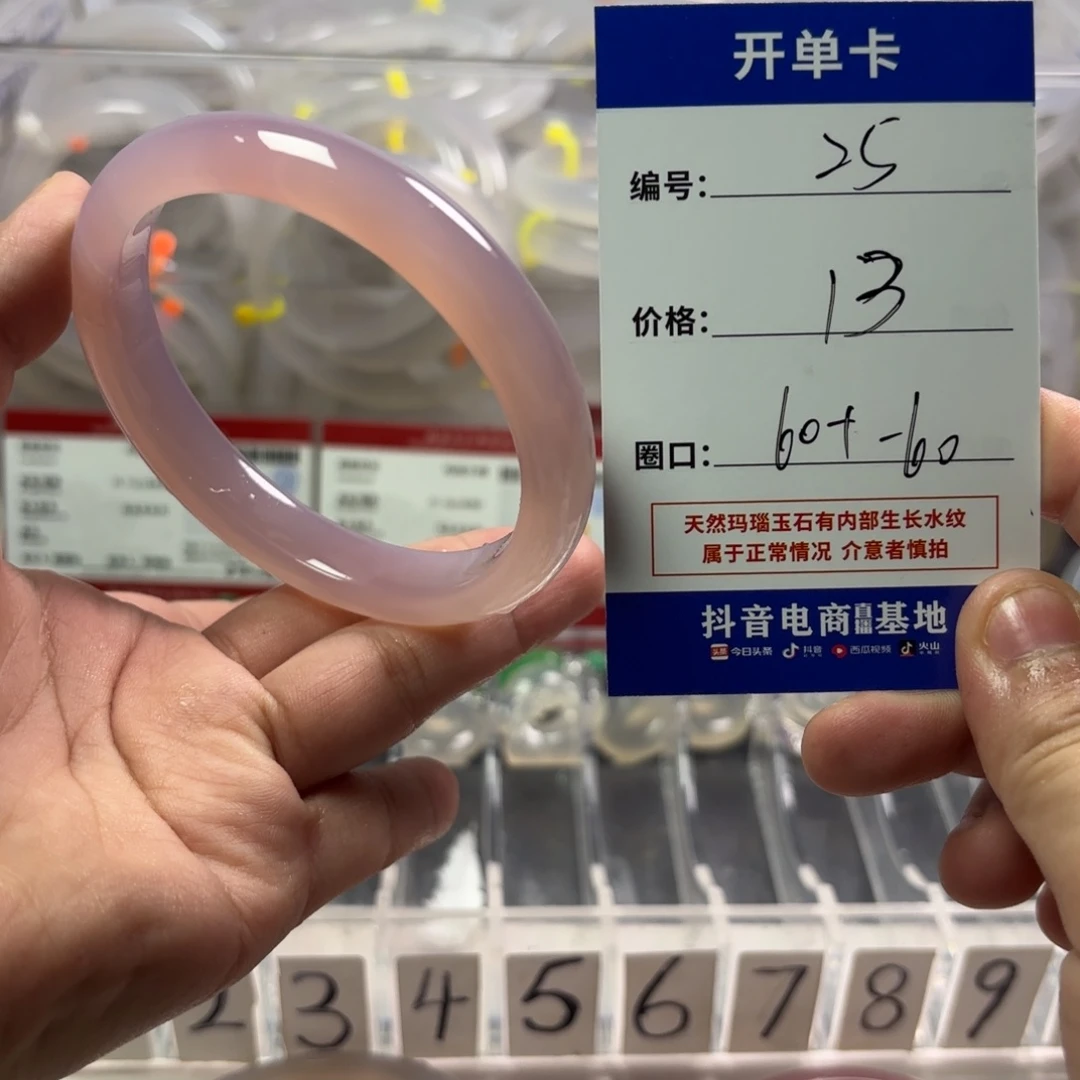 开单卡
编号: 25
价格: 13
圈口: 60+ -60
天然玛瑙玉石有内部生长水纹
属于正常情况 介意者慎拍
抖音电商直播基地
头条 今日头条 抖音 西瓜视频 火山
2 3 4 5 6 7 8 9